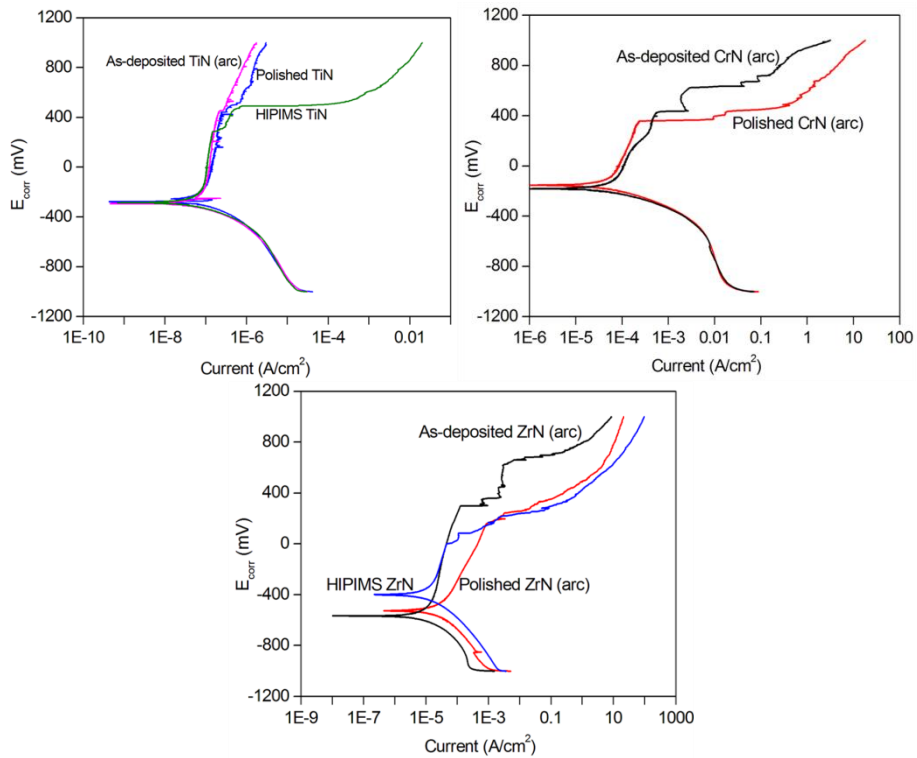 1200
800
400
0
-400
-800
-1200
E_corr (mV)
As-deposited TiN (arc)
Polished TiN
HIPIMS TiN
1E-10
1E-8
1E-6
1E-4
0.01
Current (A/cm²)
1200
800
400
0
-400
-800
-1200
E_corr (mV)
As-deposited CrN (arc)
Polished CrN (arc)
1E-6
1E-5
1E-4
1E-3
0.01
0.1
1
10
100
Current (A/cm²)
1200
800
400
0
-400
-800
-1200
E_corr (mV)
As-deposited ZrN (arc)
HIPIMS ZrN
Polished ZrN (arc)
1E-9
1E-7
1E-5
1E-3
0.1
10
1000
Current (A/cm²)